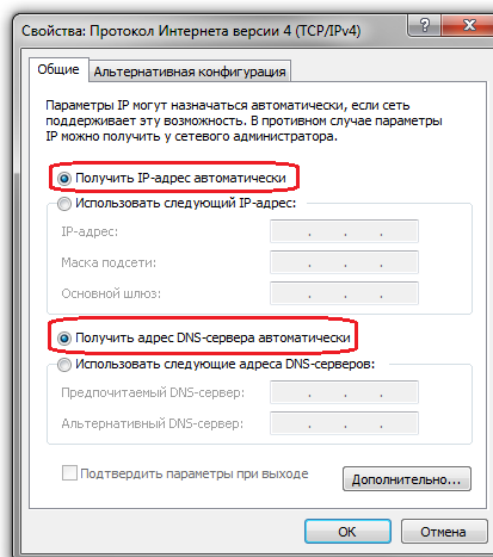 Свойства: Протокол Интернета версии 4 (TCP/IPv4)
Общие
Альтернативная конфигурация
Параметры IP могут назначаться автоматически, если сеть
поддерживает эту возможность. В противном случае параметры
IP можно получить у сетевого администратора.
Получить IP-адрес автоматически
Использовать следующий IP-адрес:
IP-адрес:
Маска подсети:
Основной шлюз:
Получить адрес DNS-сервера автоматически
Использовать следующие адреса DNS-серверов:
Предпочитаемый DNS-сервер:
Альтернативный DNS-сервер:
Подтвердить параметры при выходе
Дополнительно...
ОК
Отмена